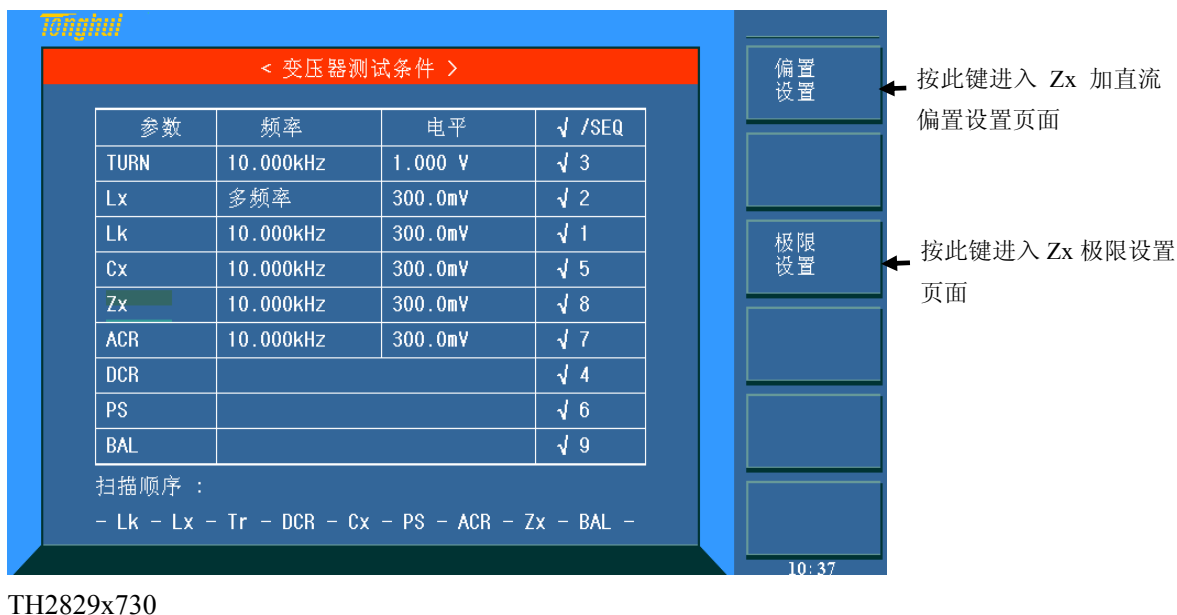 Tonghui
< 变压器测试条件 >
参数 频率 电平 √ /SEQ
TURN 10.000kHz 1.000 V √ 3
Lx 多频率 300.0mV √ 2
Lk 10.000kHz 300.0mV √ 1
Cx 10.000kHz 300.0mV √ 5
Zx 10.000kHz 300.0mV √ 8
ACR 10.000kHz 300.0mV √ 7
DCR √ 4
PS √ 6
BAL √ 9
扫描顺序 :
- Lk - Lx - Tr - DCR - Cx - PS - ACR - Zx - BAL -
偏置
设置
极限
设置
10:37
按此键进入 Zx 加直流
偏置设置页面
按此键进入 Zx 极限设置
页面
TH2829x730